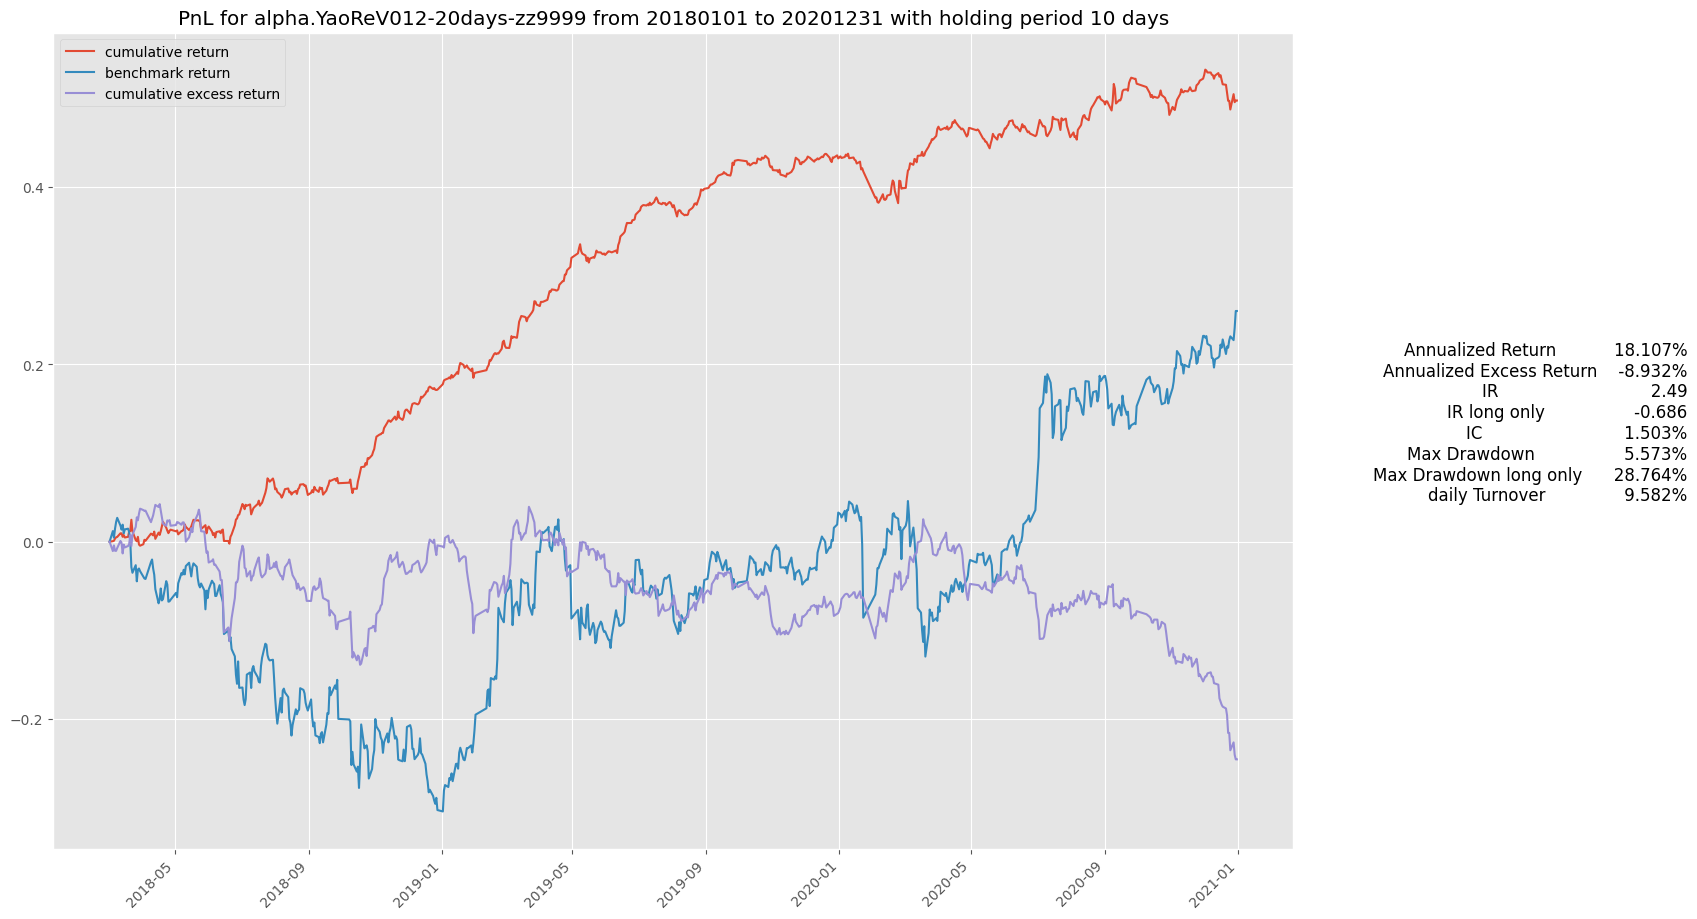 PnL for alpha.YaoReV012-20days-zz9999 from 20180101 to 20201231 with holding period 10 days
cumulative return
benchmark return
cumulative excess return
0.4
0.2
0.0
−0.2
2018-05
2018-09
2019-01
2019-05
2019-09
2020-01
2020-05
2020-09
2021-01
Annualized Return 18.107%
Annualized Excess Return -8.932%
IR 2.49
IR long only -0.686
IC 1.503%
Max Drawdown 5.573%
Max Drawdown long only 28.764%
daily Turnover 9.582%